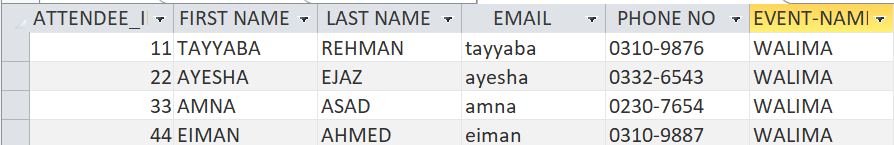 ATTENDEE_I FIRST NAME LAST NAME EMAIL PHONE NO EVENT-NAM
11 TAYYABA REHMAN tayyaba 0310-9876 WALIMA
22 AYESHA EJAZ ayesha 0332-6543 WALIMA
33 AMNA ASAD amna 0230-7654 WALIMA
44 EIMAN AHMED eiman 0310-9887 WALIMA